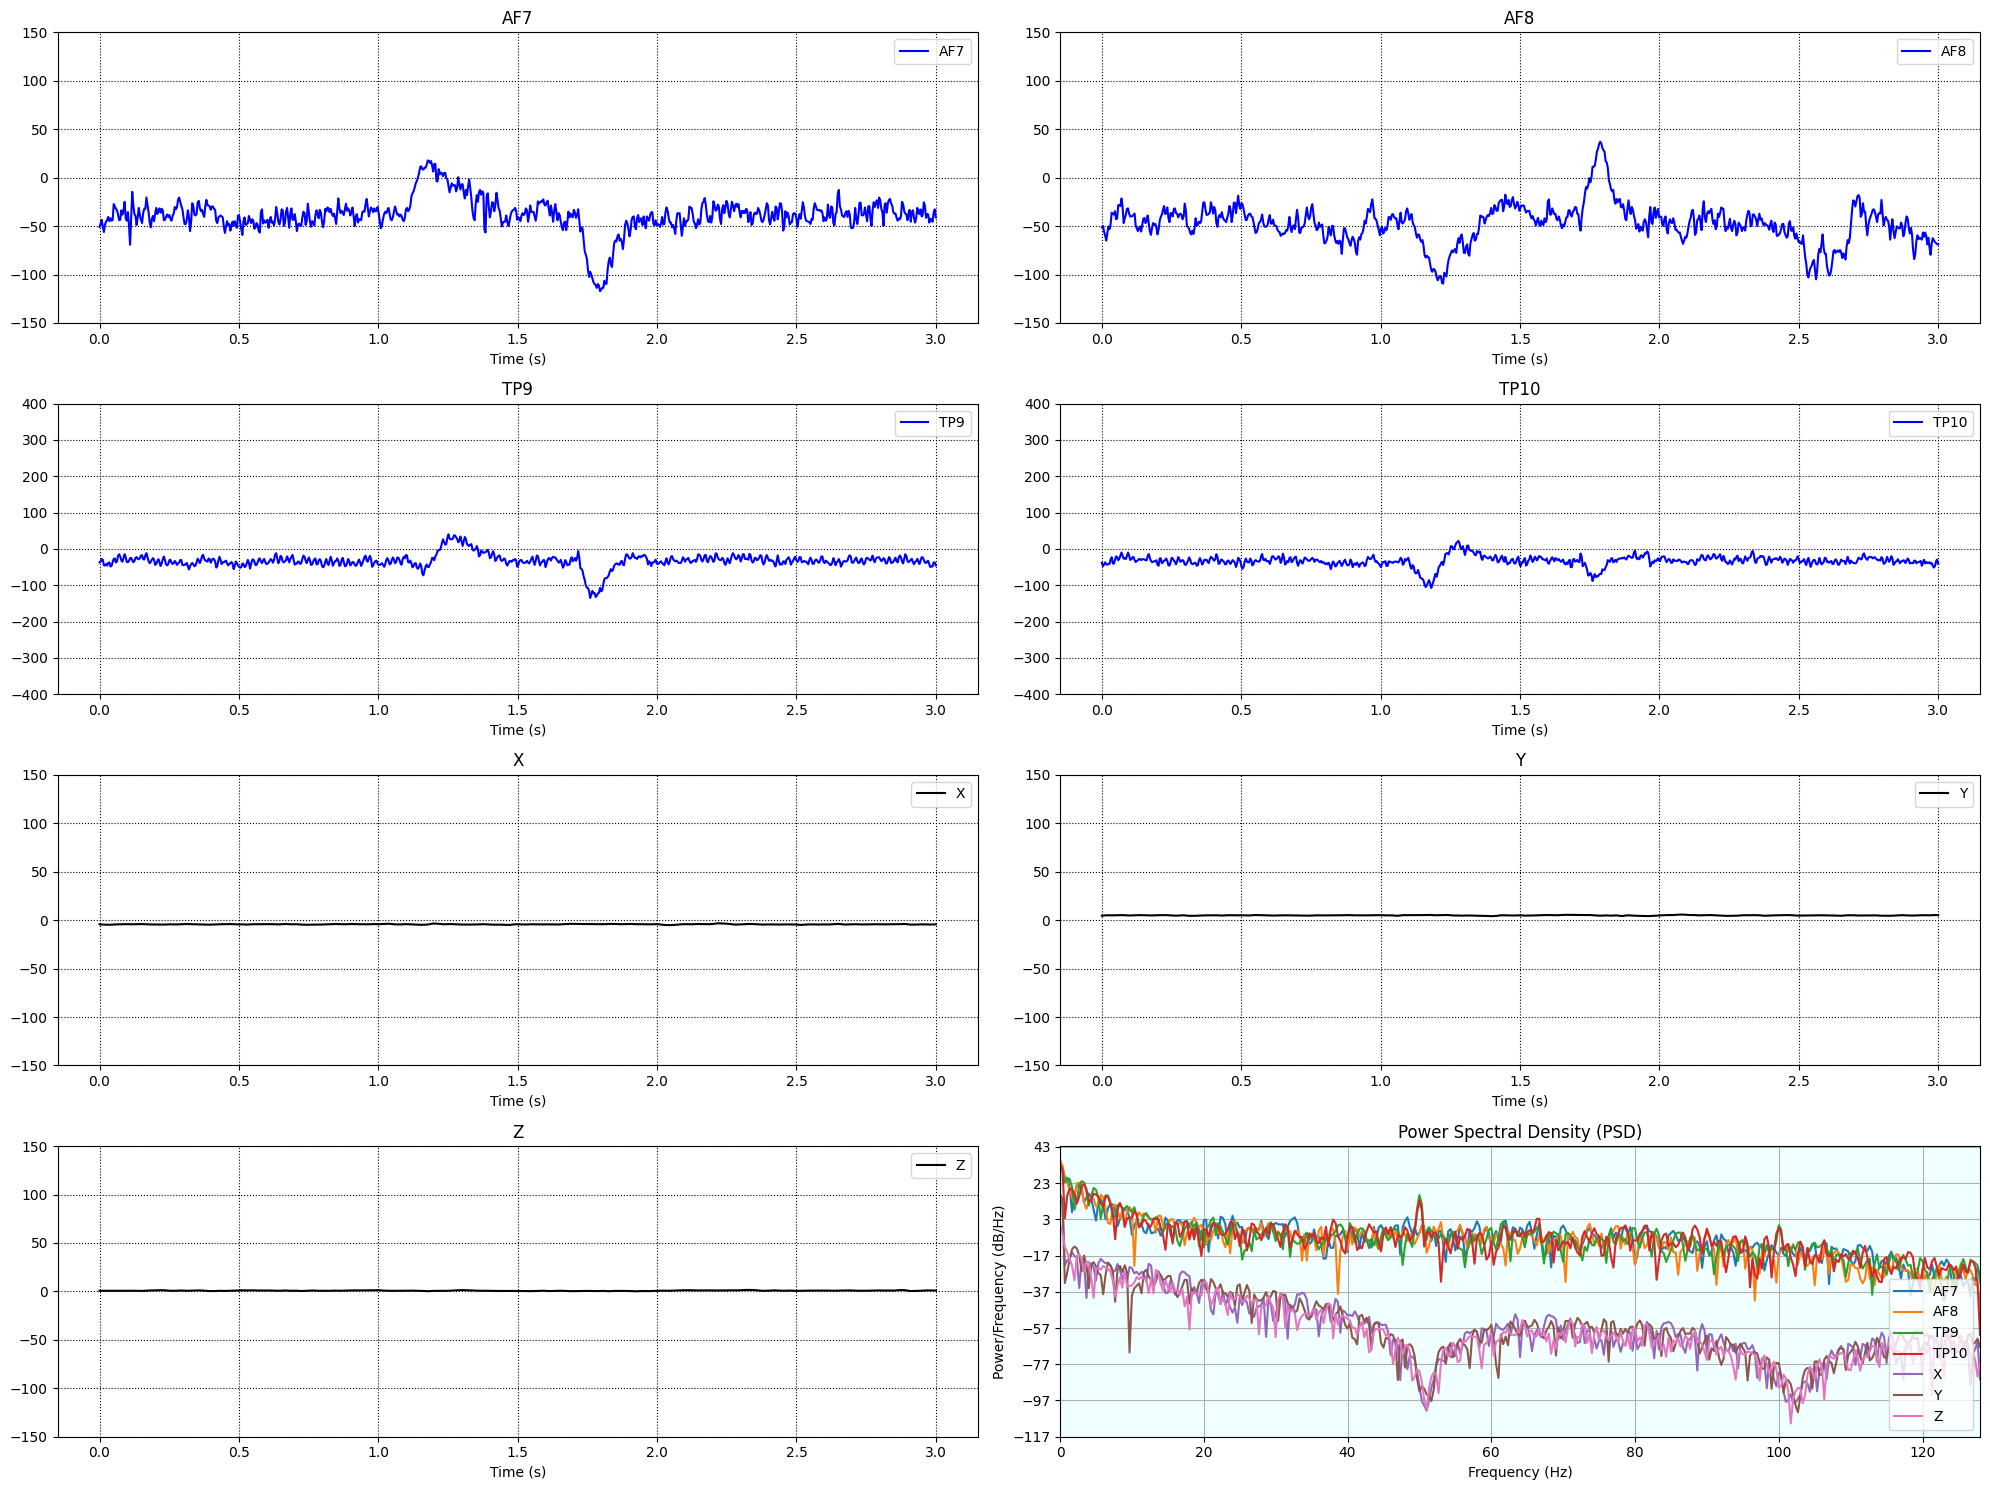 AF7
150
100
50
0
−50
−100
−150
0.0 0.5 1.0 1.5 2.0 2.5 3.0
Time (s)
AF7
AF8
150
100
50
0
−50
−100
−150
0.0 0.5 1.0 1.5 2.0 2.5 3.0
Time (s)
AF8
TP9
400
300
200
100
0
−100
−200
−300
−400
0.0 0.5 1.0 1.5 2.0 2.5 3.0
Time (s)
TP9
TP10
400
300
200
100
0
−100
−200
−300
−400
0.0 0.5 1.0 1.5 2.0 2.5 3.0
Time (s)
TP10
X
150
100
50
0
−50
−100
−150
0.0 0.5 1.0 1.5 2.0 2.5 3.0
Time (s)
X
Y
150
100
50
0
−50
−100
−150
0.0 0.5 1.0 1.5 2.0 2.5 3.0
Time (s)
Y
Z
150
100
50
0
−50
−100
−150
0.0 0.5 1.0 1.5 2.0 2.5 3.0
Time (s)
Z
Power Spectral Density (PSD)
Power/Frequency (dB/Hz)
43
23
3
−17
−37
−57
−77
−97
−117
0 20 40 60 80 100 120
Frequency (Hz)
AF7
AF8
TP9
TP10
X
Y
Z